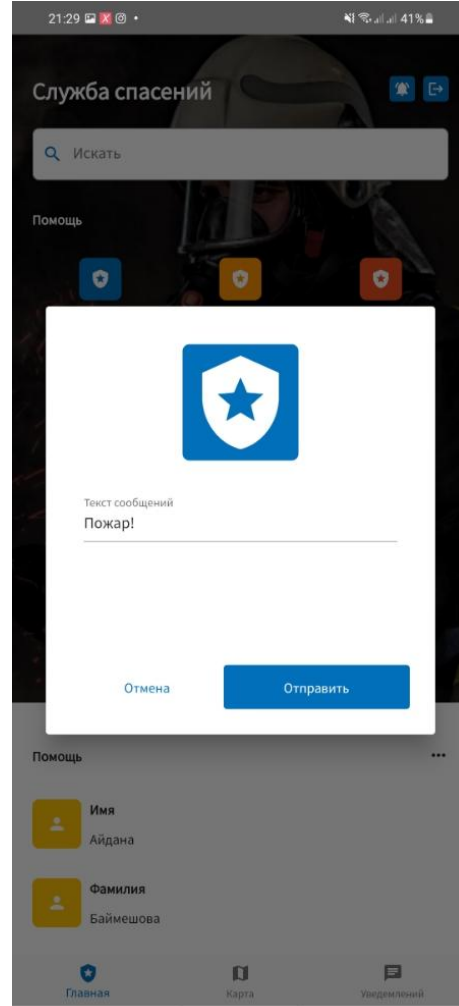 21:29
41%
Служба спасений
Искать
Помощь
Текст сообщений
Пожар!
Отмена
Отправить
Помощь
Имя
Айдана
Фамилия
Баймешова
Главная
Карта
Уведомлений